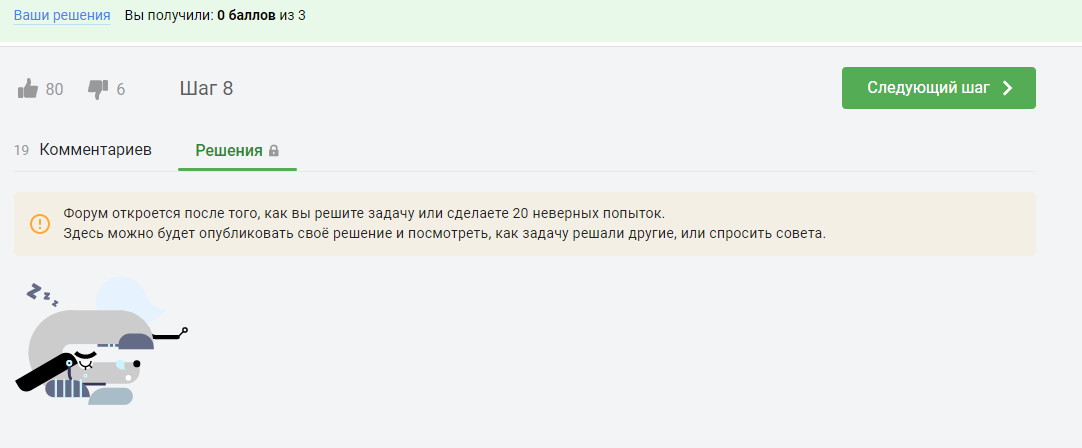 Ваши решения Вы получили: 0 баллов из 3
80 6 Шаг 8 Следующий шаг
19 Комментариев Решения
Форум откроется после того, как вы решите задачу или сделаете 20 неверных попыток.
Здесь можно будет опубликовать своё решение и посмотреть, как задачу решали другие, или спросить совета.
Z z z